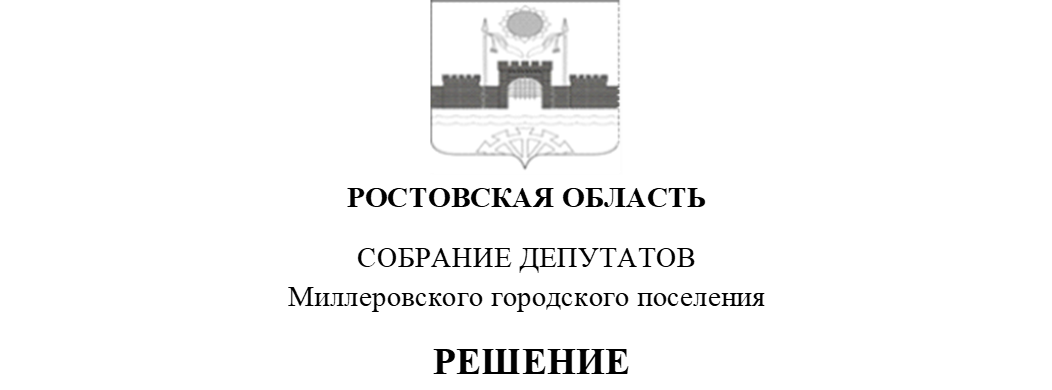 РОСТОВСКАЯ ОБЛАСТЬ
СОБРАНИЕ ДЕПУТАТОВ
Миллеровского городского поселения
РЕШЕНИЕ